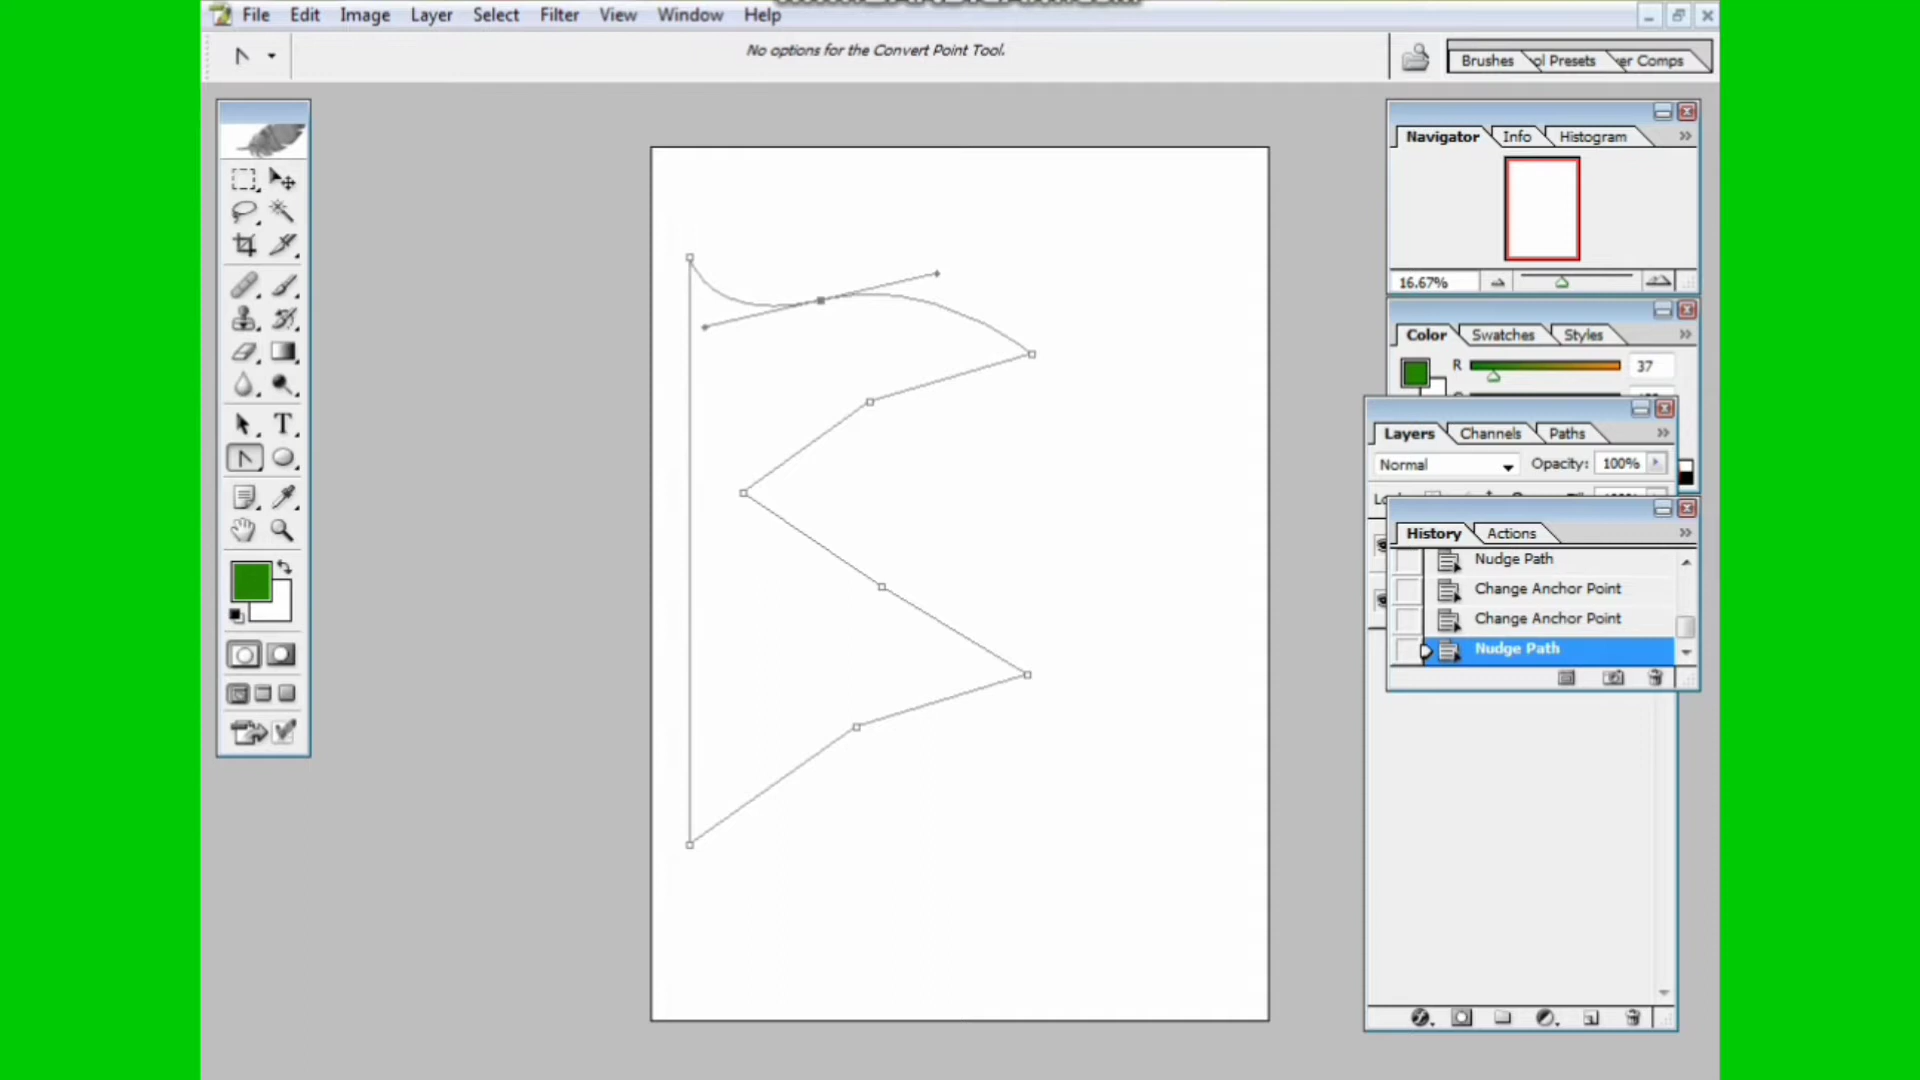 File Edit Image Layer Select Filter View Window Help
No options for the Convert Point Tool.
Brushes ol Presets er Comps
Navigator Info Histogram
16.67%
Color Swatches Styles
R 37
Layers Channels Paths
Normal Opacity: 100%
History Actions
Nudge Path
Change Anchor Point
Change Anchor Point
Nudge Path
T